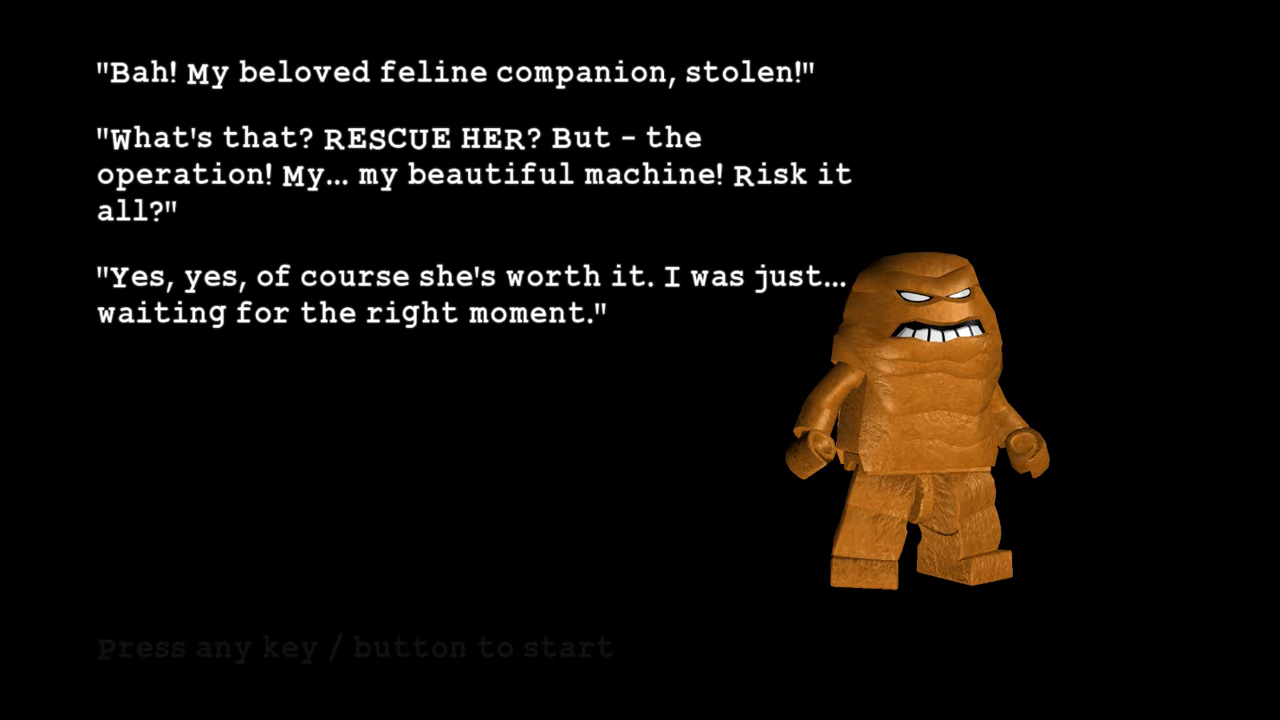 "Bah! My beloved feline companion, stolen!"
"What's that? RESCUE HER? But - the
operation! My... my beautiful machine! Risk it
all?"
"Yes, yes, of course she's worth it. I was just...
waiting for the right moment."
Press any key / button to start